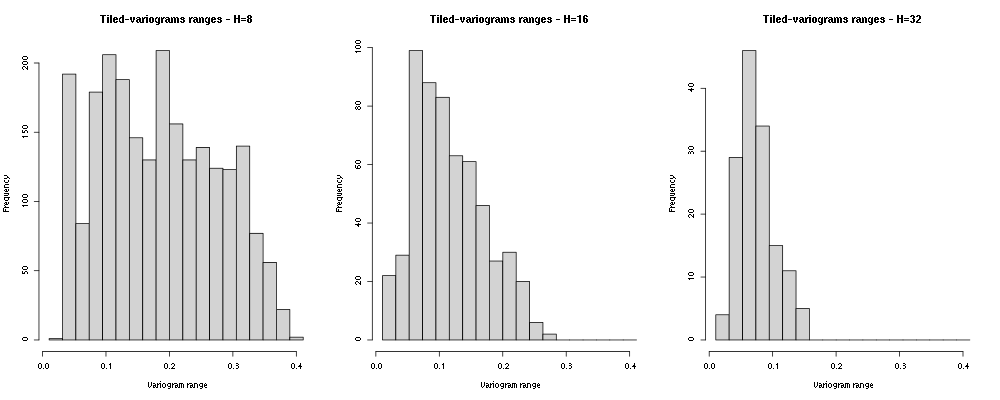 Tiled-variograms ranges - H=8
Tiled-variograms ranges - H=16
Tiled-variograms ranges - H=32
Frequency
200
150
100
50
0
0.0 0.1 0.2 0.3 0.4
Variogram range
Frequency
100
80
60
40
20
0
0.0 0.1 0.2 0.3 0.4
Variogram range
Frequency
40
30
20
10
0
0.0 0.1 0.2 0.3 0.4
Variogram range